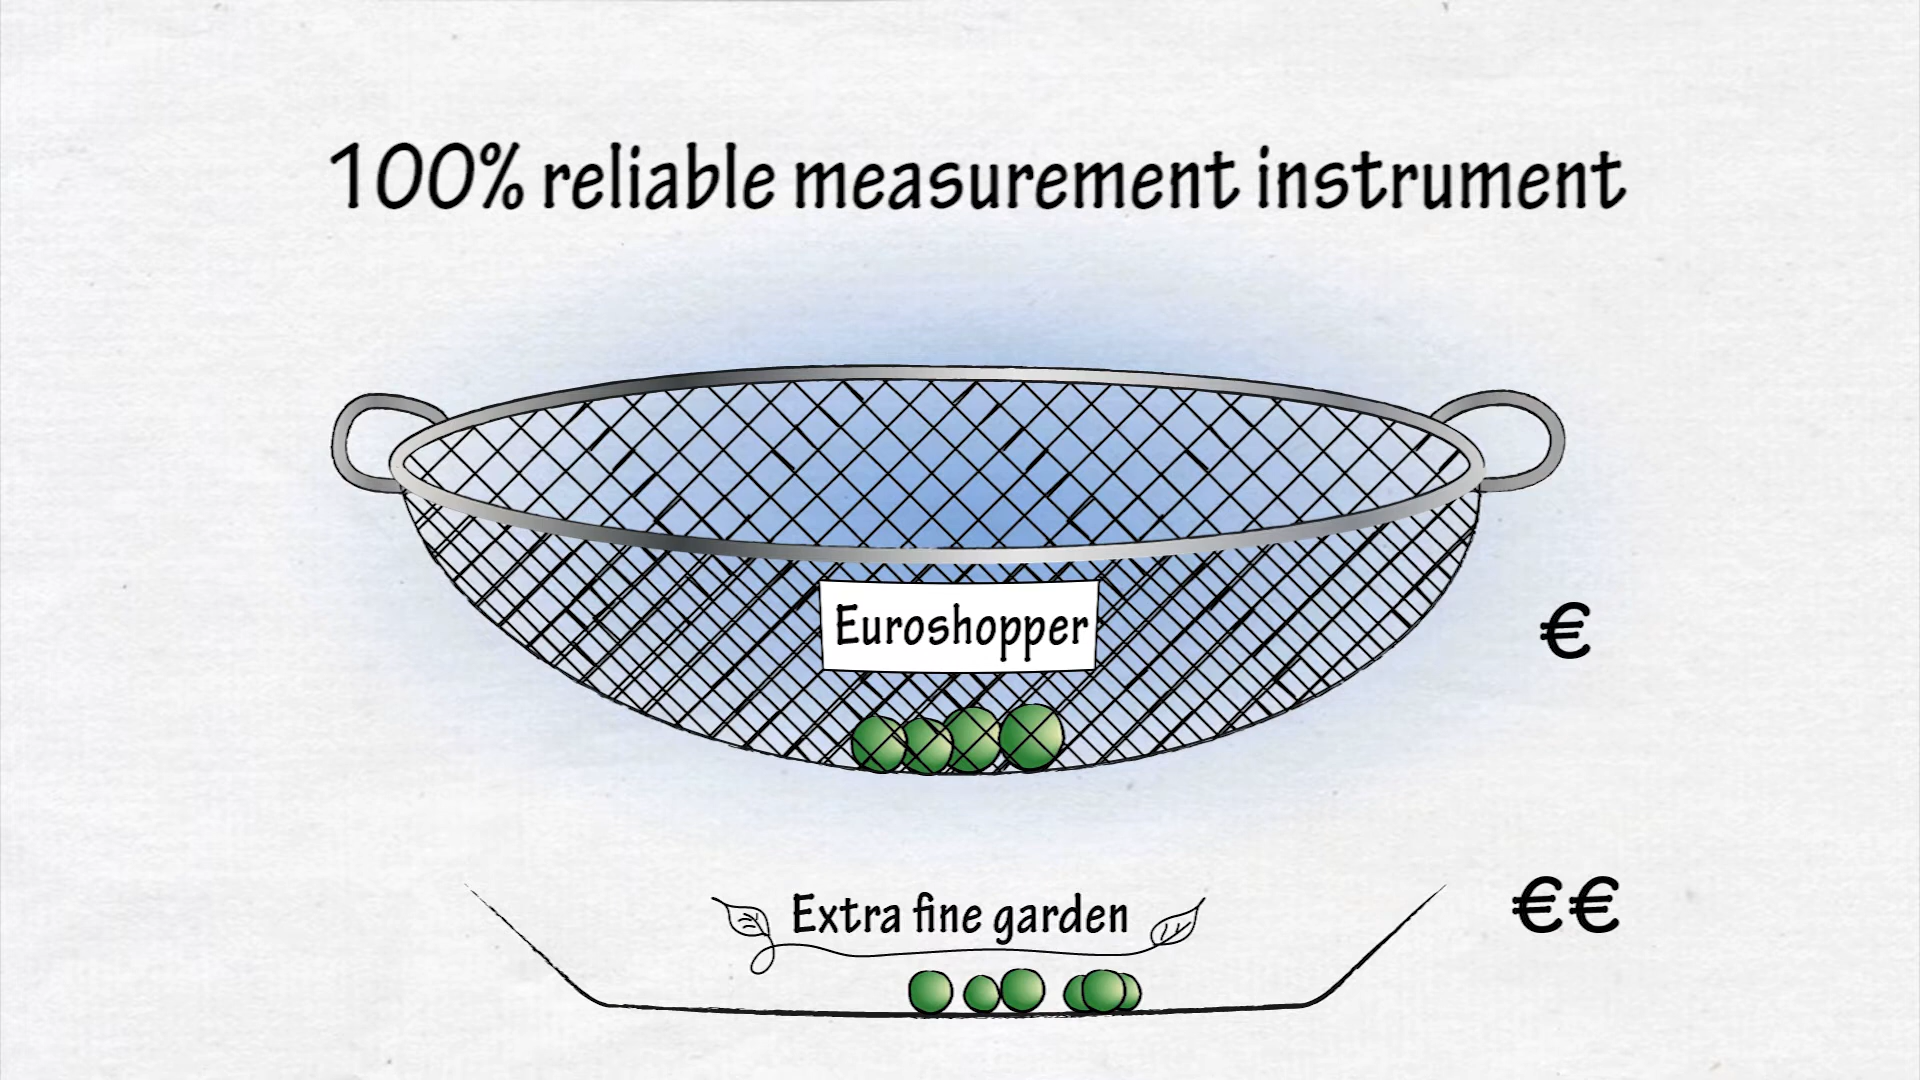 100% reliable measurement instrument
Euroshopper
€
Extra fine garden
€€